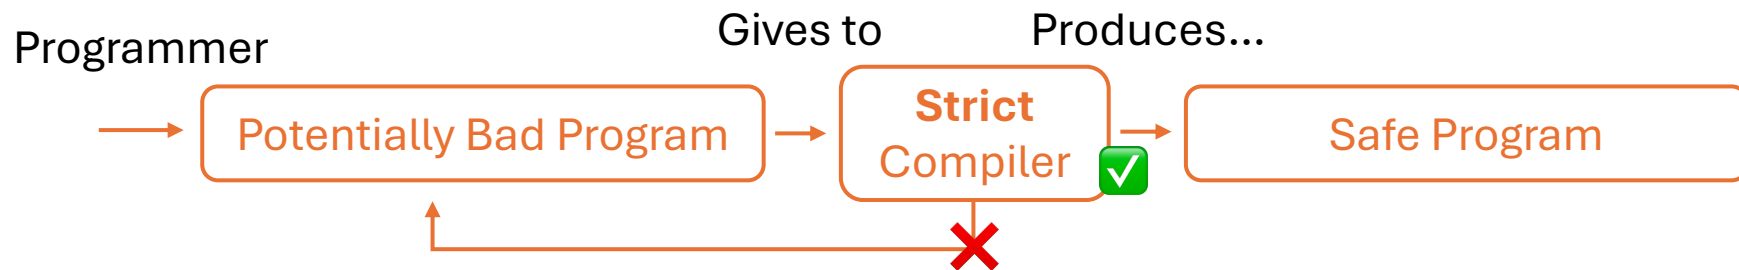 Programmer
Gives to
Produces...
Potentially Bad Program
Strict
Compiler
Safe Program